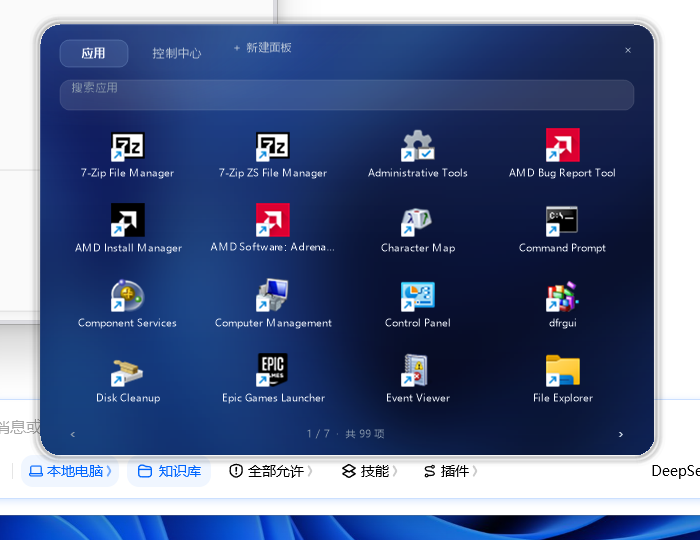 应用 控制中心 + 新建面板 ×
搜索应用
7-Zip File Manager 7-Zip ZS File Manager Administrative Tools AMD Bug Report Tool
AMD Install Manager AMD Software: Adrena... Character Map Command Prompt
Component Services Computer Management Control Panel dfrgui
Disk Cleanup Epic Games Launcher Event Viewer File Explorer
消息或
‹ 1 / 7 · 共 99 项 ›
本地电脑 〉 知识库 全部允许 〉 技能 〉 插件 〉 DeepSe